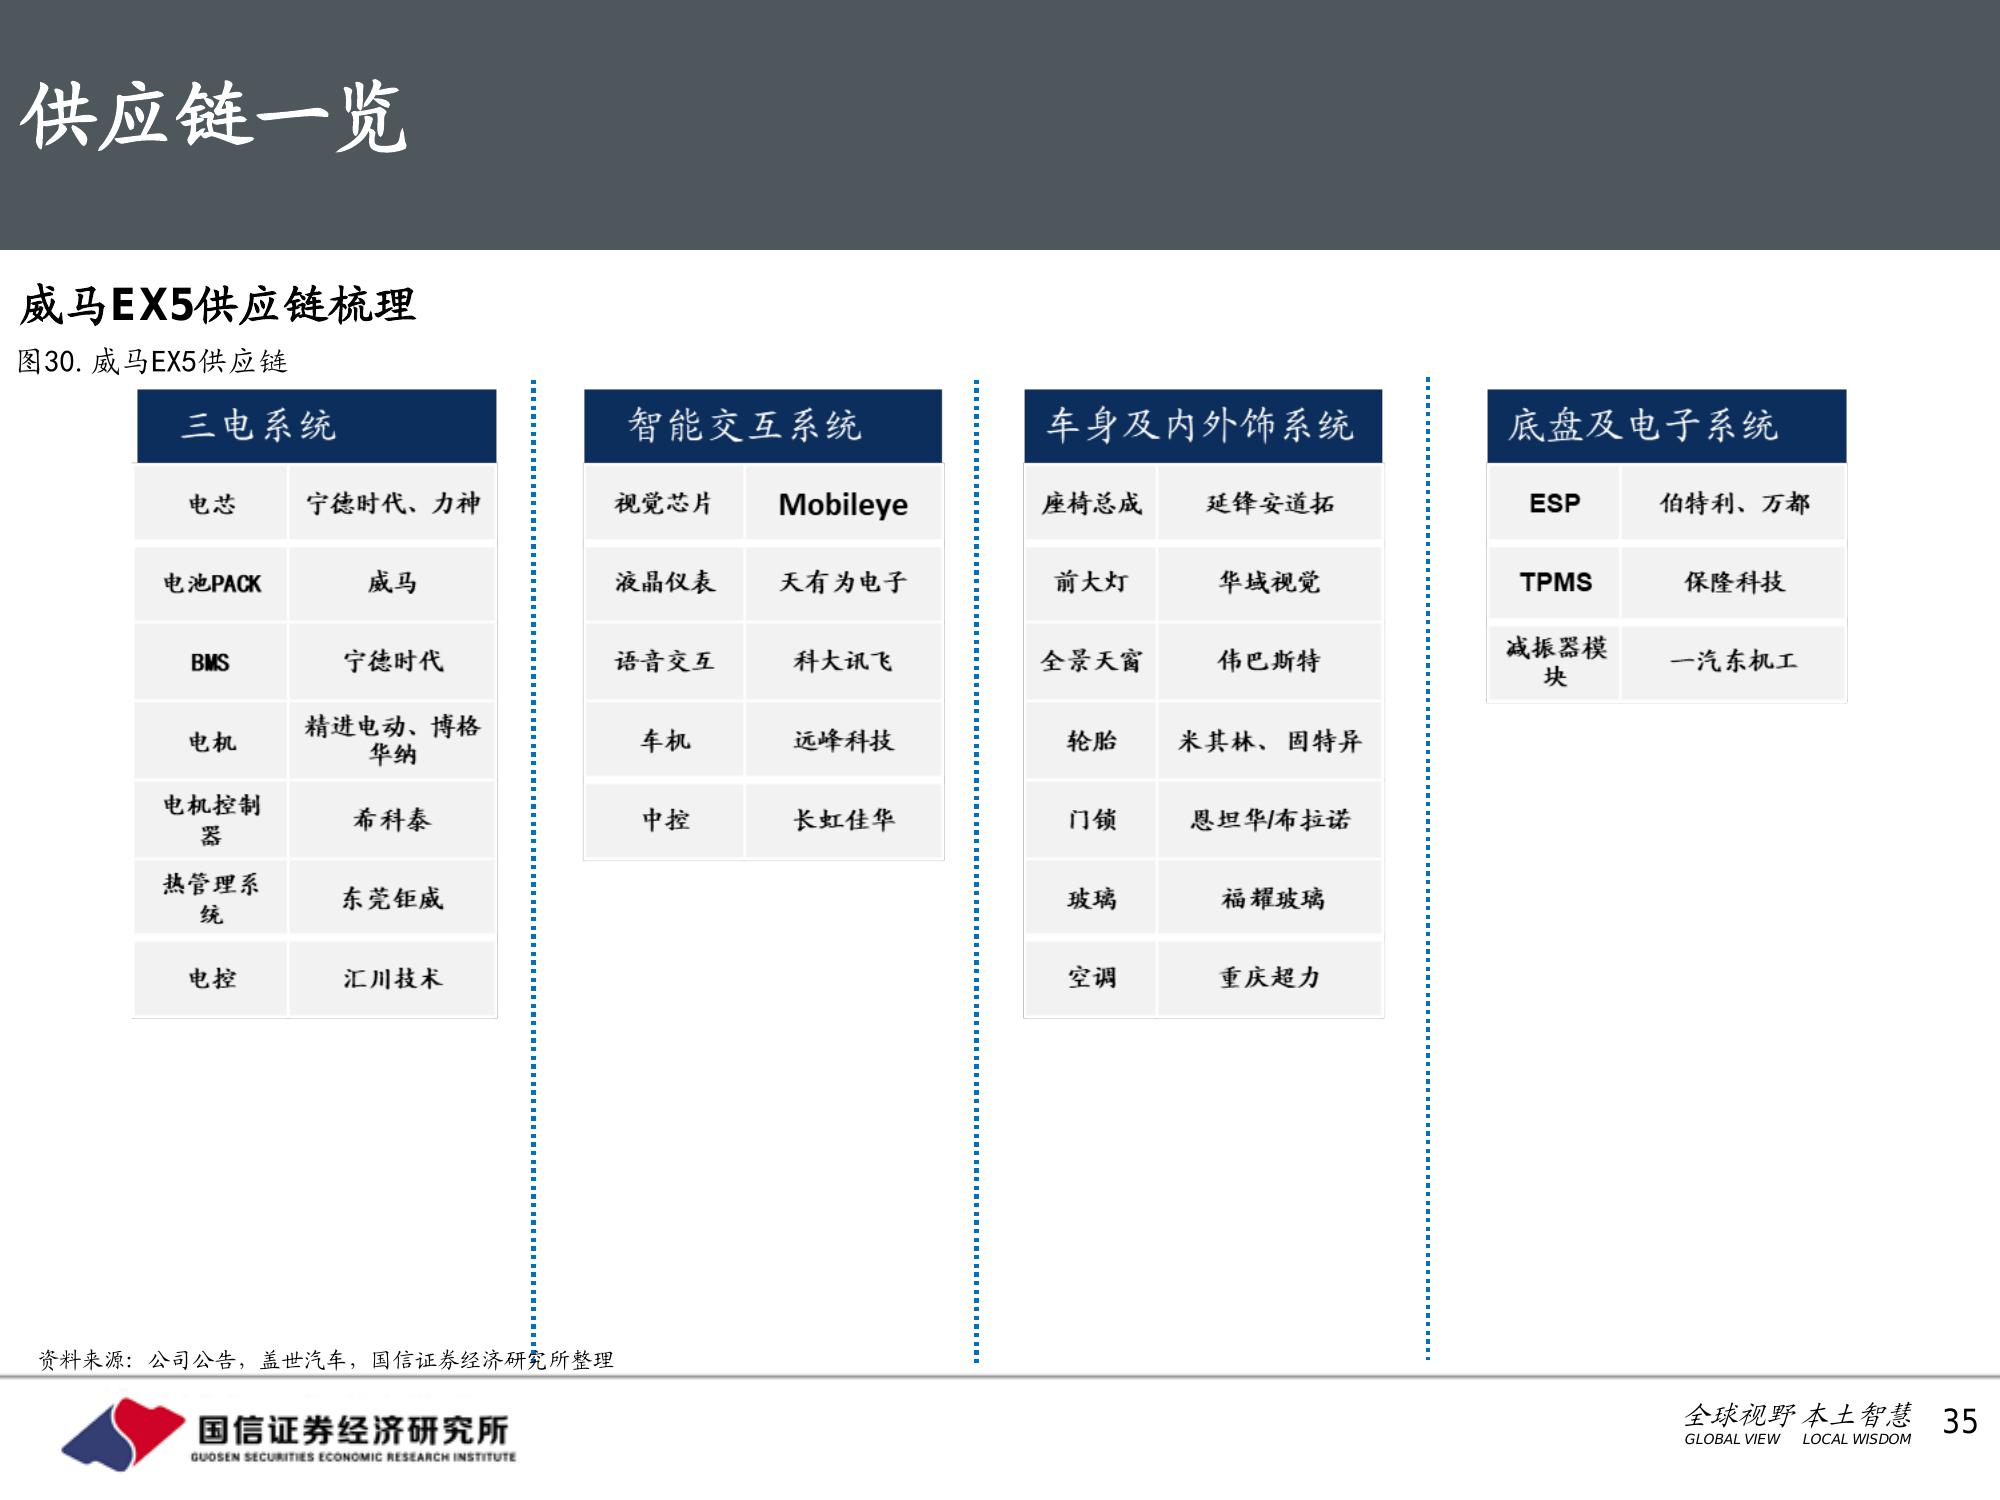 供应链一览
威马EX5供应链梳理
图30. 威马EX5供应链
三电系统
电芯 宁德时代、力神
电池PACK 威马
BMS 宁德时代
电机 精进电动、博格
华纳
电机控制
器 希科泰
热管理系
统 东莞钜威
电控 汇川技术
智能交互系统
视觉芯片 Mobileye
液晶仪表 天有为电子
语音交互 科大讯飞
车机 远峰科技
中控 长虹佳华
车身及内外饰系统
座椅总成 延锋安道拓
前大灯 华域视觉
全景天窗 伟巴斯特
轮胎 米其林、固特异
门锁 恩坦华/布拉诺
玻璃 福耀玻璃
空调 重庆超力
底盘及电子系统
ESP 伯特利、万都
TPMS 保隆科技
减振器模
块 一汽东机工
资料来源：公司公告，盖世汽车，国信证券经济研究所整理
国信证券经济研究所
GUOSEN SECURITIES ECONOMIC RESEARCH INSTITUTE
全球视野 本土智慧
GLOBAL VIEW LOCAL WISDOM
35